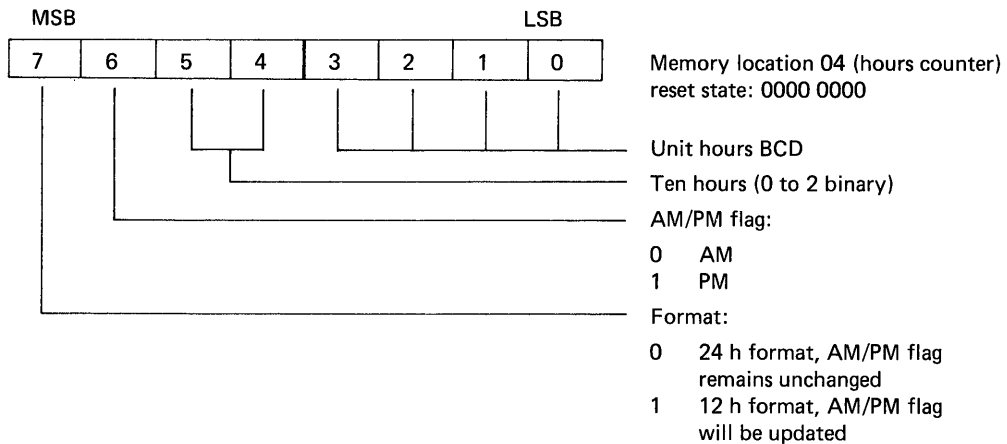 MSB LSB
7 6 5 4 3 2 1 0
Memory location 04 (hours counter)
reset state: 0000 0000
Unit hours BCD
Ten hours (0 to 2 binary)
AM/PM flag:
0 AM
1 PM
Format:
0 24 h format, AM/PM flag
remains unchanged
1 12 h format, AM/PM flag
will be updated